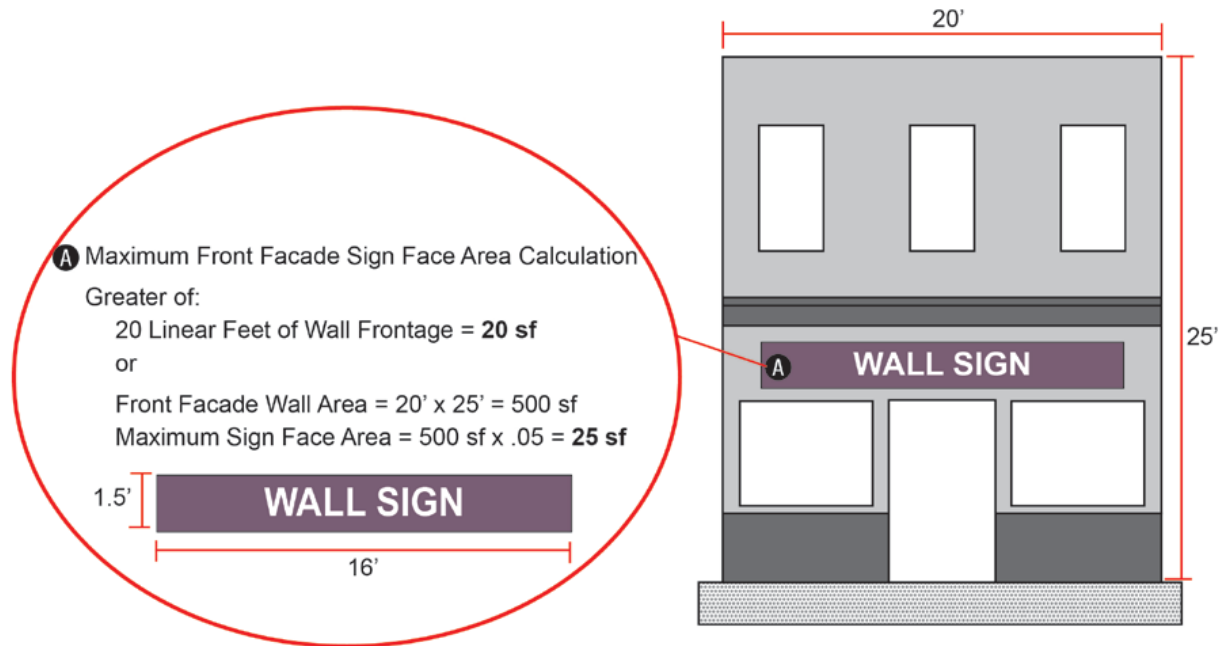 A Maximum Front Facade Sign Face Area Calculation
Greater of:
20 Linear Feet of Wall Frontage = 20 sf
or
Front Facade Wall Area = 20’ x 25’ = 500 sf
Maximum Sign Face Area = 500 sf x .05 = 25 sf
1.5’
WALL SIGN
16’
20’
25’
A
WALL SIGN